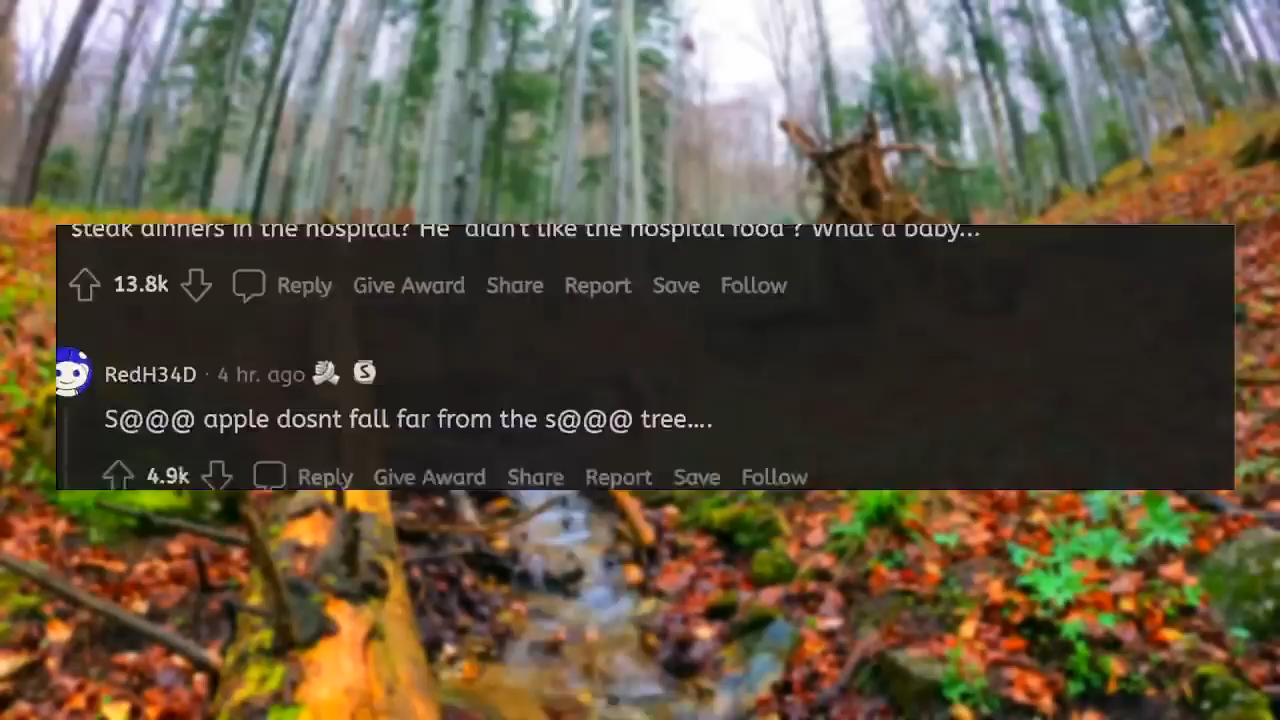 steak dinners in the hospital? He didn't like the hospital food ? What a baby...
13.8k Reply Give Award Share Report Save Follow
RedH34D · 4 hr. ago
S@@@ apple dosnt fall far from the s@@@ tree....
4.9k Reply Give Award Share Report Save Follow